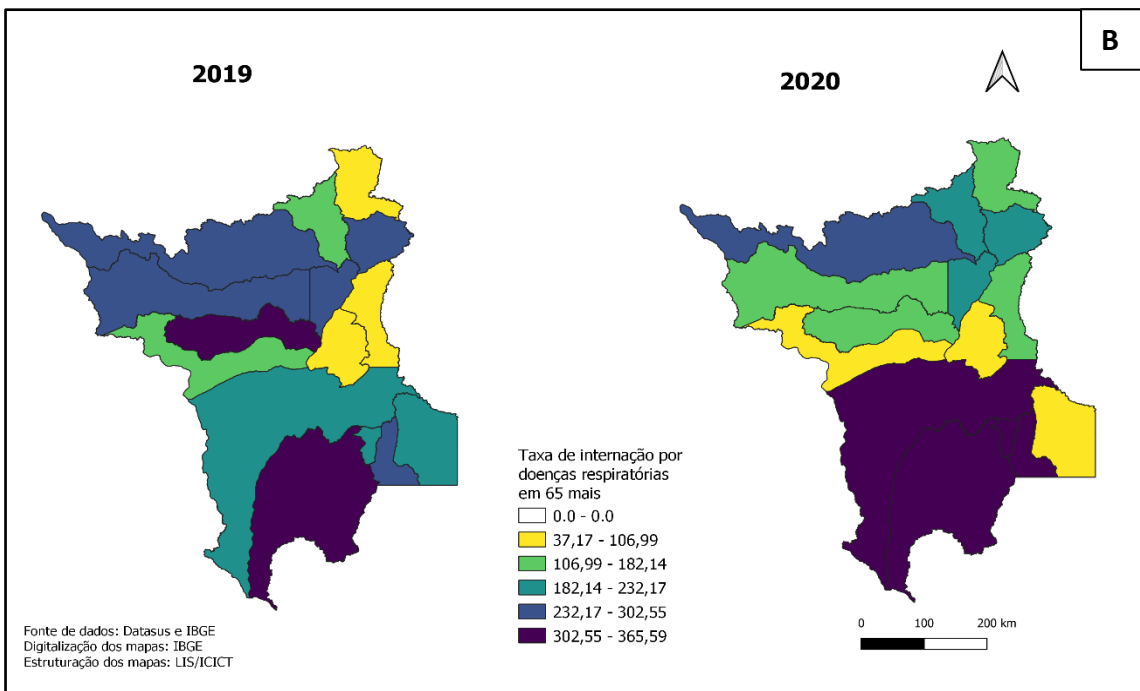 B
2019
2020
Taxa de internação por
doenças respiratórias
em 65 mais
0.0 - 0.0
37,17 - 106,99
106,99 - 182,14
182,14 - 232,17
232,17 - 302,55
302,55 - 365,59
Fonte de dados: Datasus e IBGE
Digitalização dos mapas: IBGE
Estruturação dos mapas: LIS/ICICT
0 100 200 km